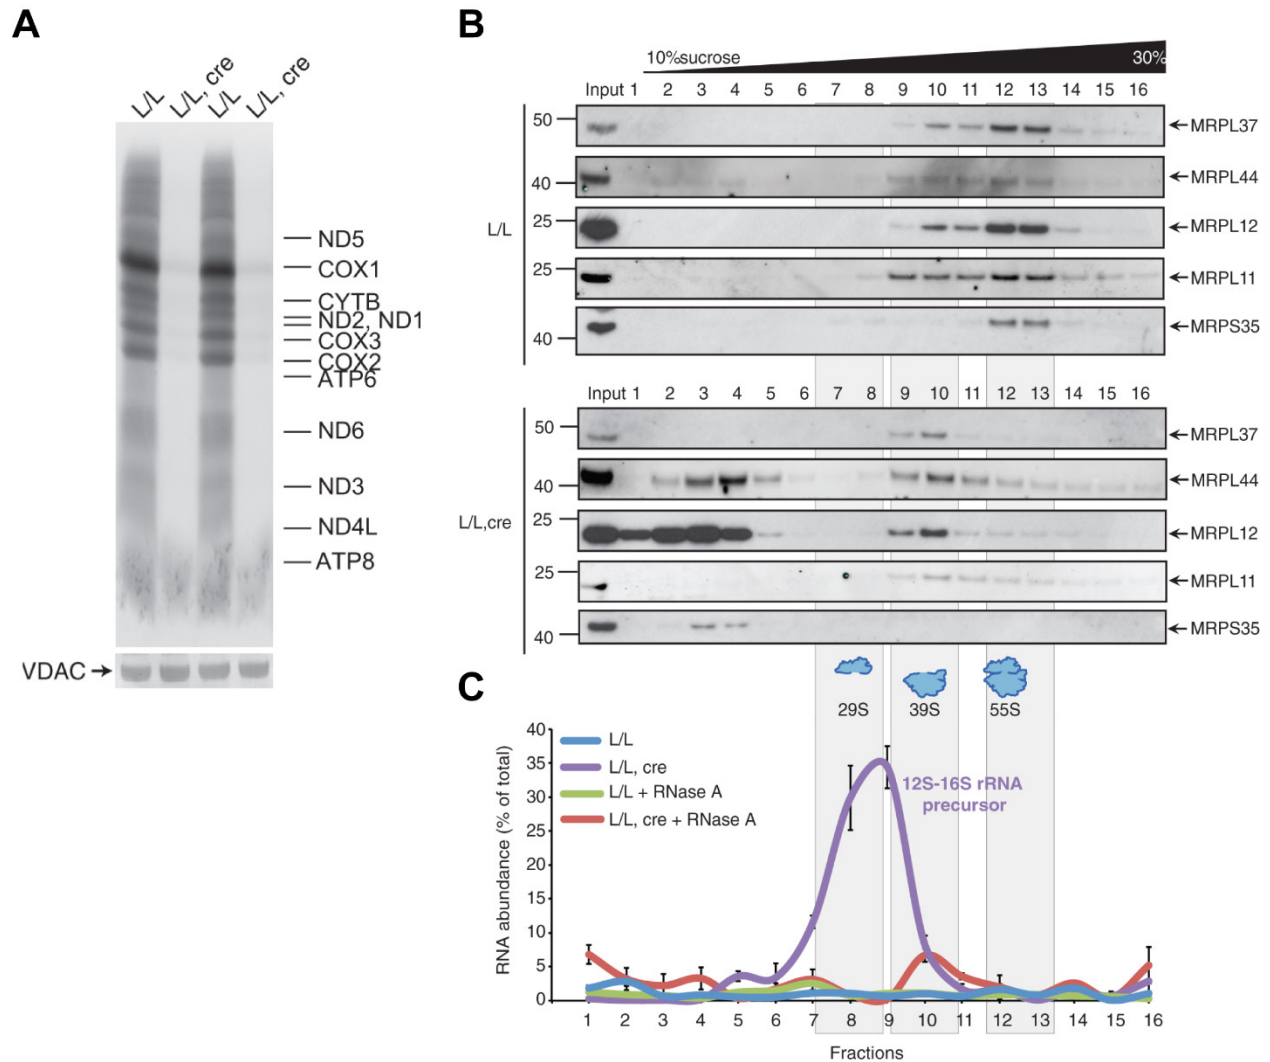 A
L/L
L/L, cre
L/L
L/L, cre
ND5
COX1
CYTB
ND2, ND1
COX3
COX2
ATP6
ND6
ND3
ND4L
ATP8
VDAC
B
10%sucrose 30%
Input 1 2 3 4 5 6 7 8 9 10 11 12 13 14 15 16
L/L
50 MRPL37
40 MRPL44
25 MRPL12
25 MRPL11
40 MRPS35
Input 1 2 3 4 5 6 7 8 9 10 11 12 13 14 15 16
L/L,cre
50 MRPL37
40 MRPL44
25 MRPL12
25 MRPL11
40 MRPS35
29S 39S 55S
C
RNA abundance (% of total)
40
35
30
25
20
15
10
5
0
L/L
L/L, cre
L/L + RNase A
L/L, cre + RNase A
12S-16S rRNA
precursor
1 2 3 4 5 6 7 8 9 10 11 12 13 14 15 16
Fractions